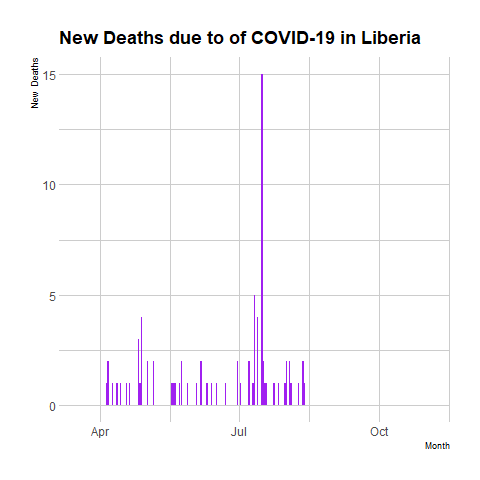 New Deaths due to of COVID-19 in Liberia
New Deaths
15
10
5
0
Apr
Jul
Oct
Month